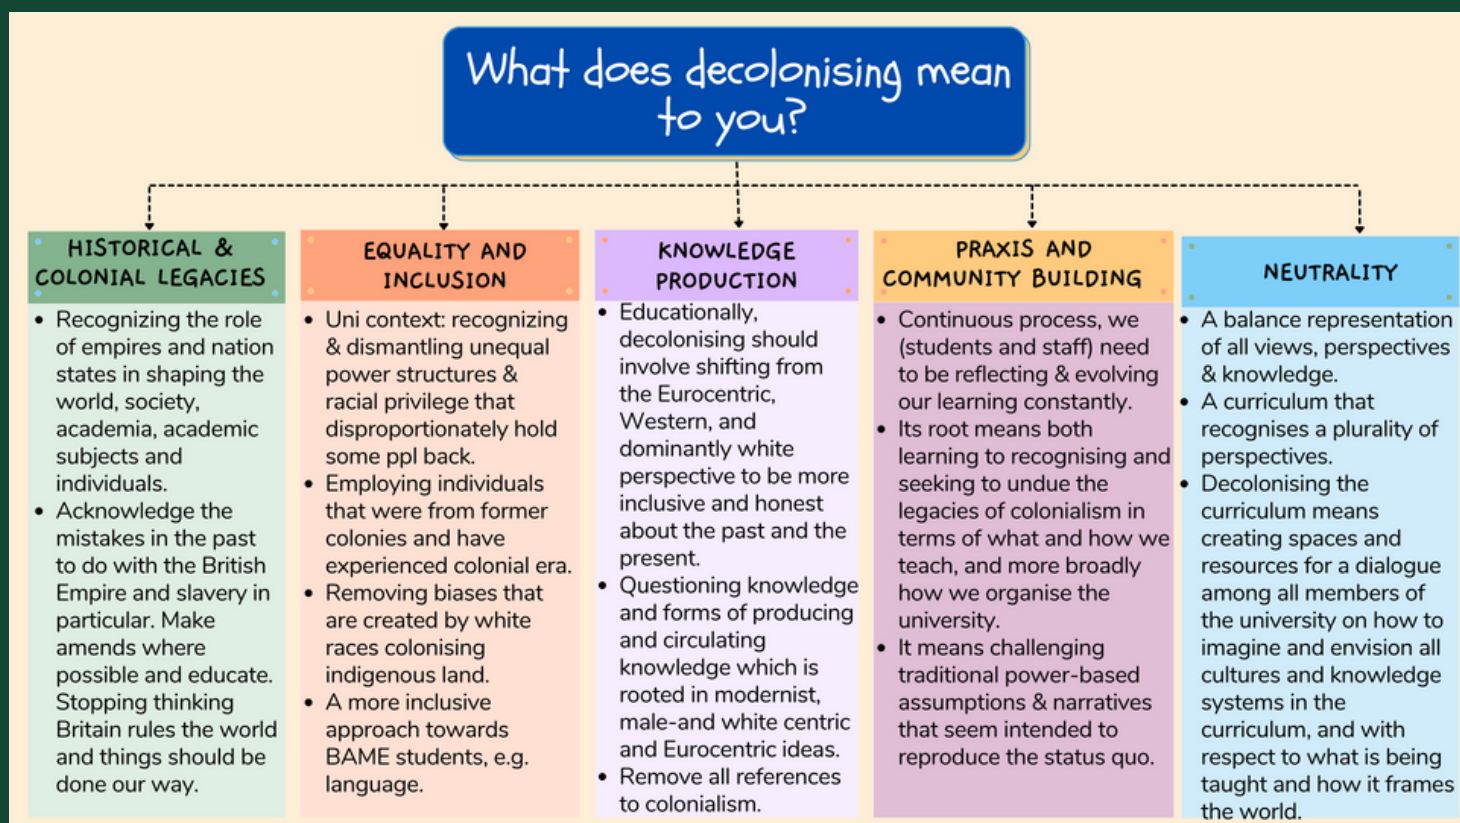 What does decolonising mean
to you?
HISTORICAL &
COLONIAL LEGACIES
• Recognizing the role
of empires and nation
states in shaping the
world, society,
academia, academic
subjects and
individuals.
• Acknowledge the
mistakes in the past
to do with the British
Empire and slavery in
particular. Make
amends where
possible and educate.
Stopping thinking
Britain rules the world
and things should be
done our way.
EQUALITY AND
INCLUSION
• Uni context: recognizing
& dismantling unequal
power structures &
racial privilege that
disproportionately hold
some ppl back.
• Employing individuals
that were from former
colonies and have
experienced colonial era.
• Removing biases that
are created by white
races colonising
indigenous land.
• A more inclusive
approach towards
BAME students, e.g.
language.
KNOWLEDGE
PRODUCTION
• Educationally,
decolonising should
involve shifting from
the Eurocentric,
Western, and
dominantly white
perspective to be more
inclusive and honest
about the past and the
present.
• Questioning knowledge
and forms of producing
and circulating
knowledge which is
rooted in modernist,
male-and white centric
and Eurocentric ideas.
• Remove all references
to colonialism.
PRAXIS AND
COMMUNITY BUILDING
• Continuous process, we
(students and staff) need
to be reflecting & evolving
our learning constantly.
• Its root means both
learning to recognising and
seeking to undue the
legacies of colonialism in
terms of what and how we
teach, and more broadly
how we organise the
university.
• It means challenging
traditional power-based
assumptions & narratives
that seem intended to
reproduce the status quo.
NEUTRALITY
• A balance representation
of all views, perspectives
& knowledge.
• A curriculum that
recognises a plurality of
perspectives.
• Decolonising the
curriculum means
creating spaces and
resources for a dialogue
among all members of
the university on how to
imagine and envision all
cultures and knowledge
systems in the
curriculum, and with
respect to what is being
taught and how it frames
the world.